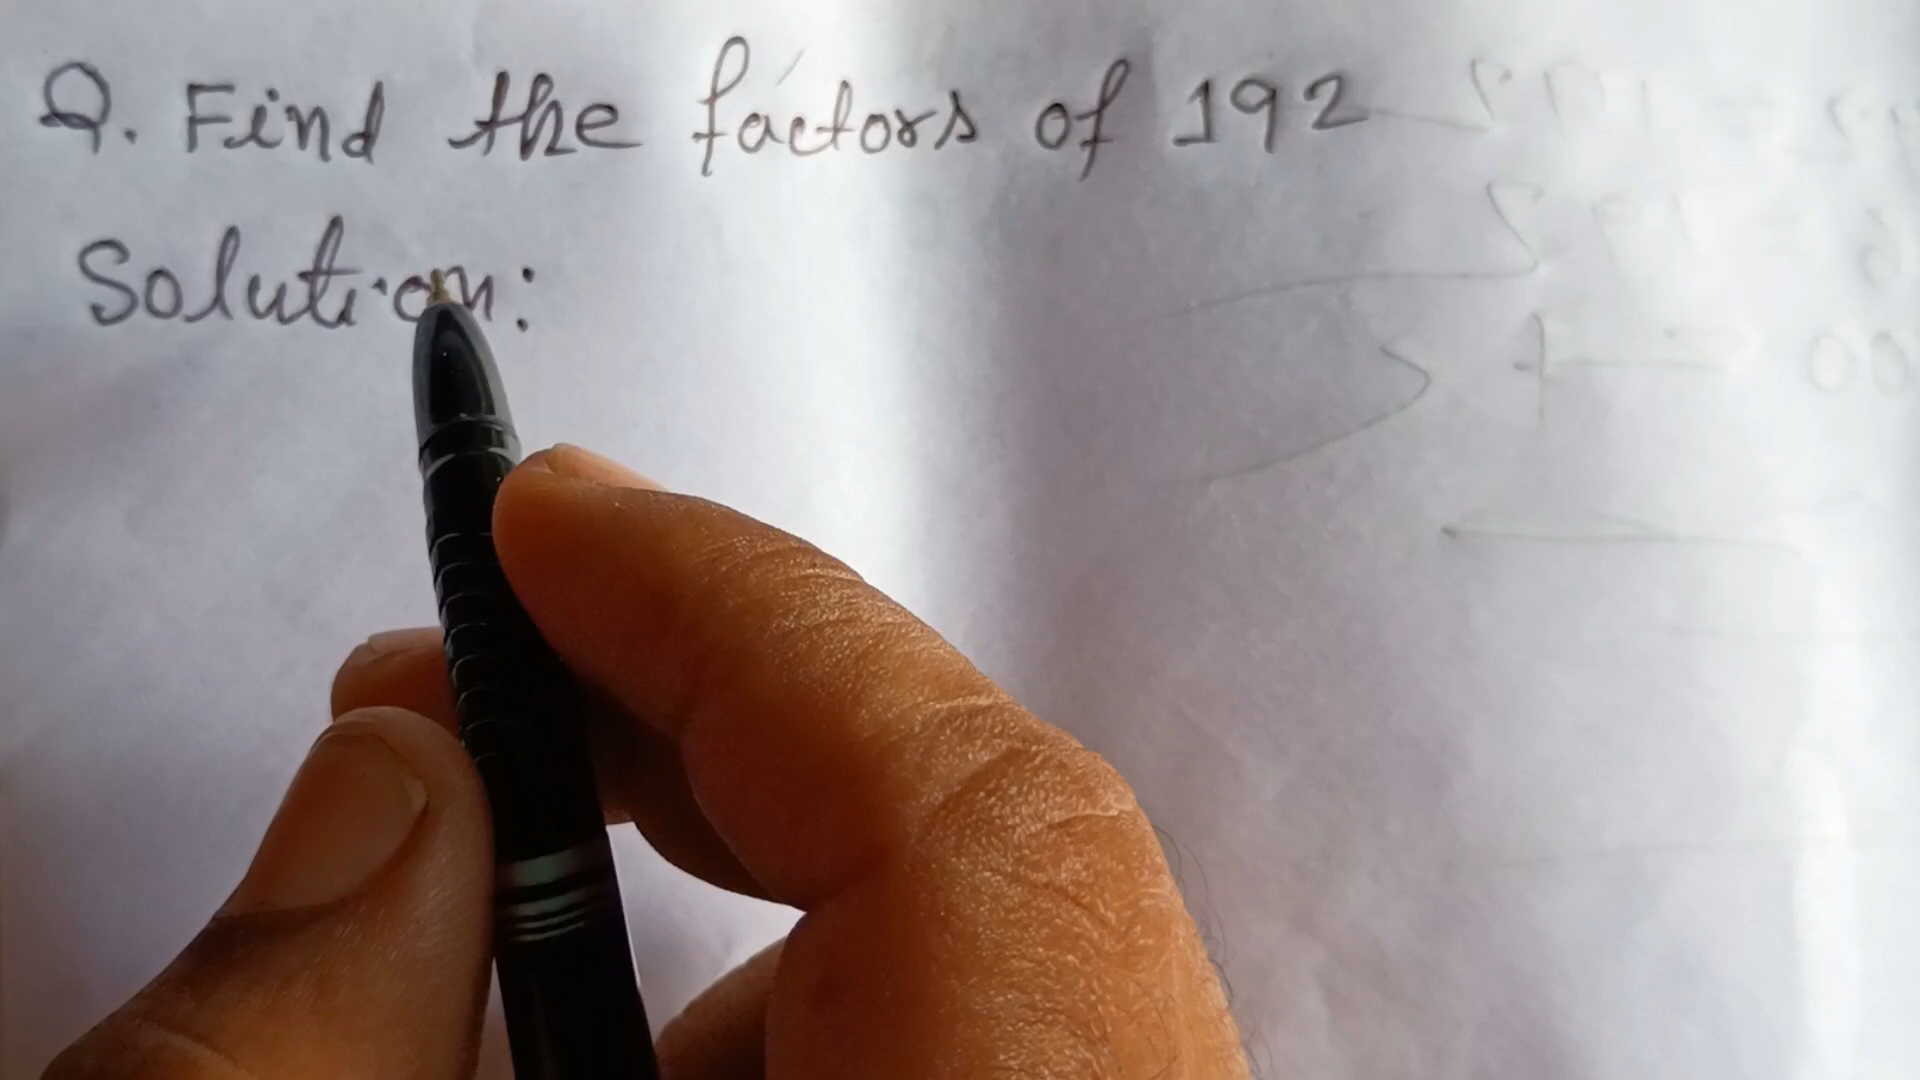 Q. Find the factors of 192
Solution: